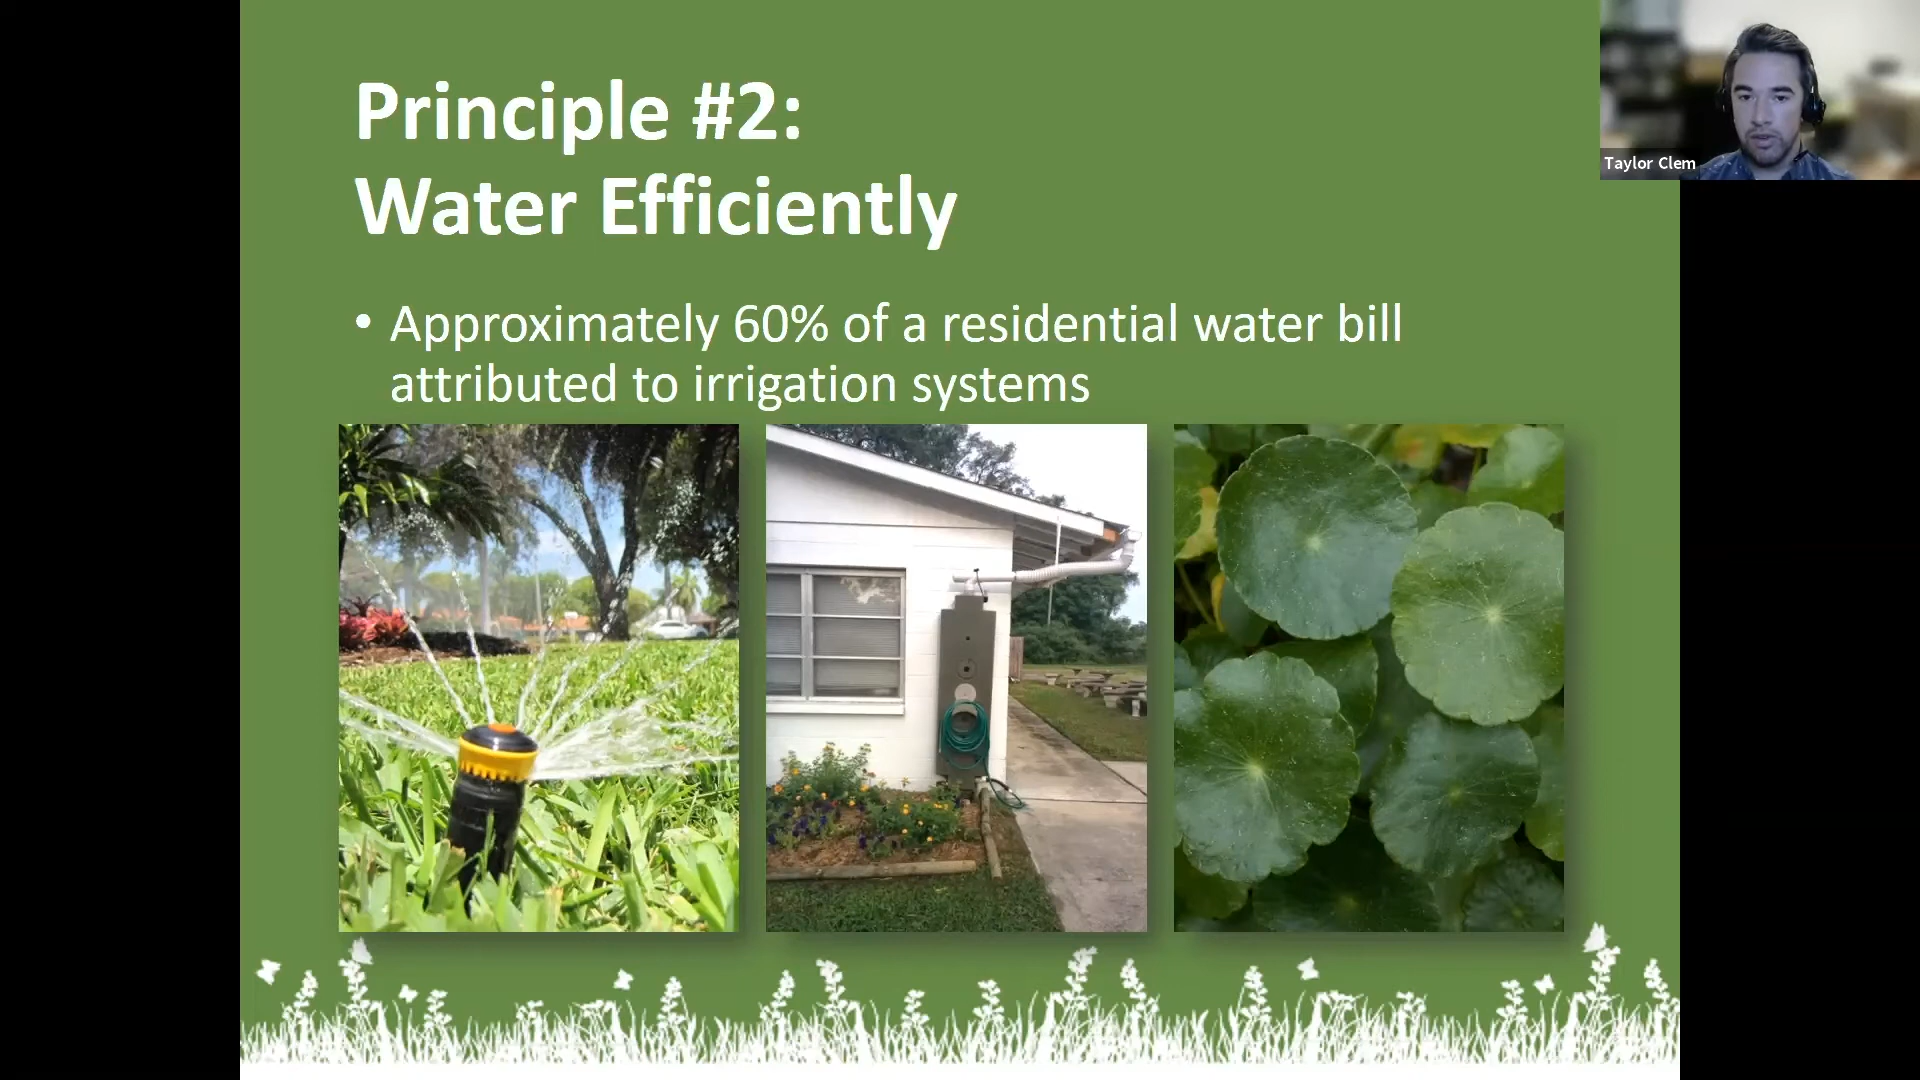 Principle #2:
Water Efficiently
• Approximately 60% of a residential water bill
attributed to irrigation systems
Taylor Clem